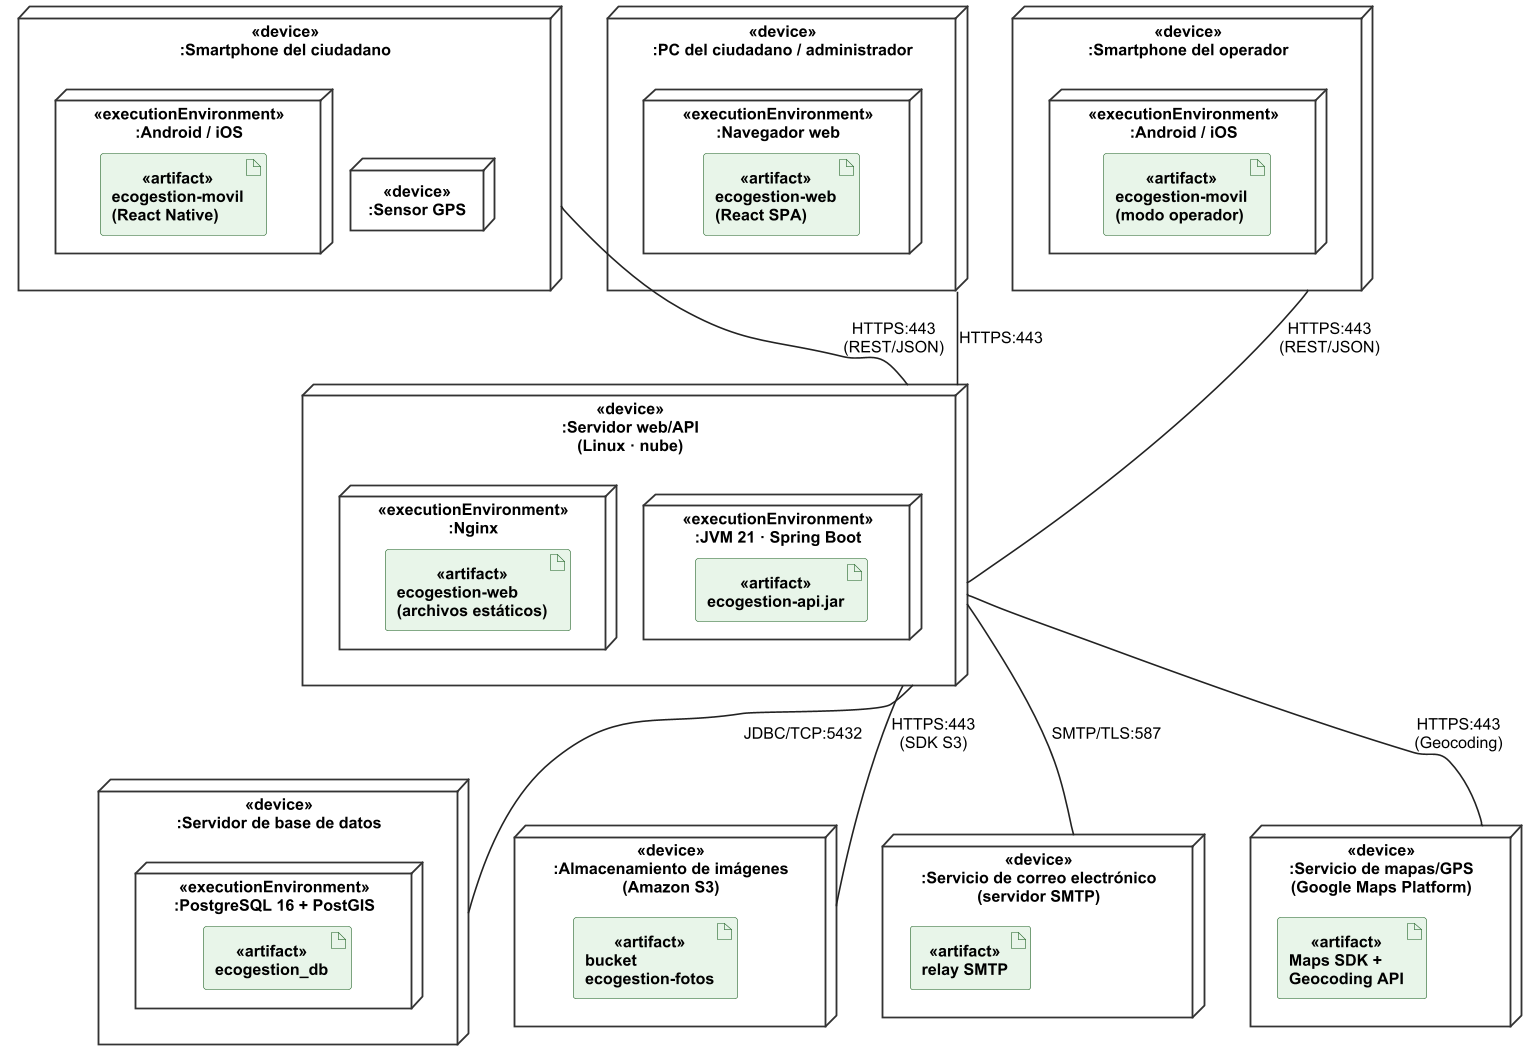 «device»
:Smartphone del ciudadano
«executionEnvironment»
:Android / iOS
«artifact»
ecogestion-movil
(React Native)
«device»
:Sensor GPS
«device»
:PC del ciudadano / administrador
«executionEnvironment»
:Navegador web
«artifact»
ecogestion-web
(React SPA)
«device»
:Smartphone del operador
«executionEnvironment»
:Android / iOS
«artifact»
ecogestion-movil
(modo operador)
HTTPS:443
(REST/JSON)
HTTPS:443
HTTPS:443
(REST/JSON)
«device»
:Servidor web/API
(Linux · nube)
«executionEnvironment»
:Nginx
«artifact»
ecogestion-web
(archivos estáticos)
«executionEnvironment»
:JVM 21 · Spring Boot
«artifact»
ecogestion-api.jar
JDBC/TCP:5432
HTTPS:443
(SDK S3)
SMTP/TLS:587
HTTPS:443
(Geocoding)
«device»
:Servidor de base de datos
«executionEnvironment»
:PostgreSQL 16 + PostGIS
«artifact»
ecogestion_db
«device»
:Almacenamiento de imágenes
(Amazon S3)
«artifact»
bucket
ecogestion-fotos
«device»
:Servicio de correo electrónico
(servidor SMTP)
«artifact»
relay SMTP
«device»
:Servicio de mapas/GPS
(Google Maps Platform)
«artifact»
Maps SDK +
Geocoding API